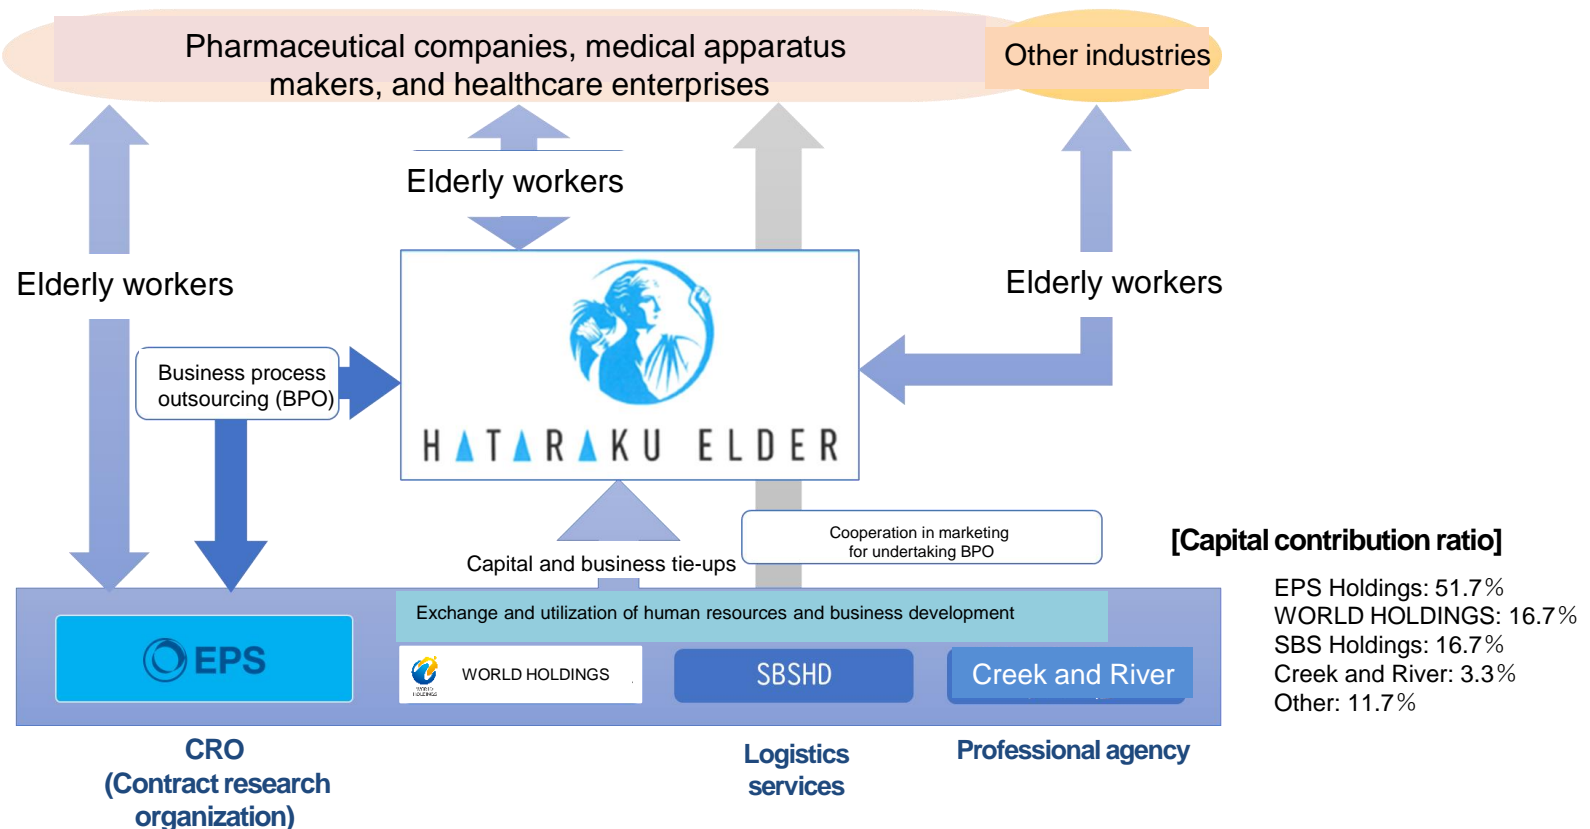 Pharmaceutical companies, medical apparatus
makers, and healthcare enterprises
Other industries
Elderly workers
Elderly workers
Elderly workers
Business process
outsourcing (BPO)
HATARAKU ELDER
Cooperation in marketing
for undertaking BPO
Capital and business tie-ups
[Capital contribution ratio]
EPS Holdings: 51.7%
WORLD HOLDINGS: 16.7%
SBS Holdings: 16.7%
Creek and River: 3.3%
Other: 11.7%
Exchange and utilization of human resources and business development
EPS
WORLD
HOLDINGS
WORLD HOLDINGS
SBSHD
Creek and River
CRO
(Contract research
organization)
Logistics
services
Professional agency